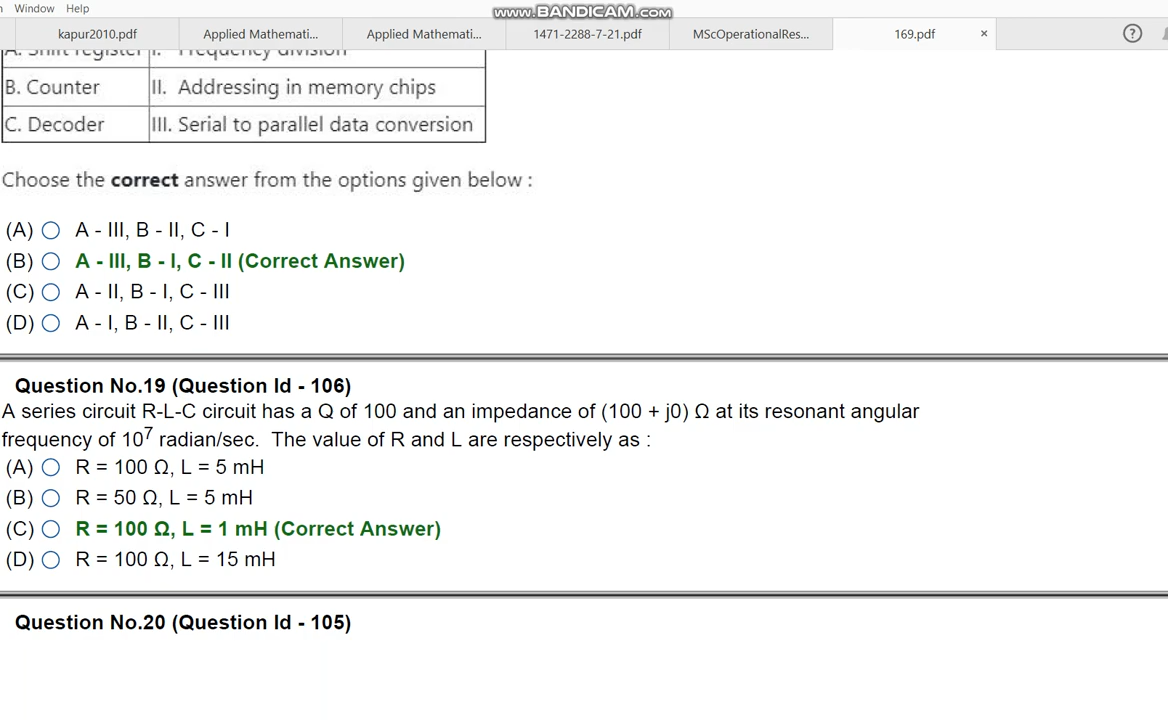 Window Help
www.BANDICAM.com
kapur2010.pdf Applied Mathemati... Applied Mathemati... 1471-2288-7-21.pdf MScOperationalRes... 169.pdf × ?
A. Shift register I. Frequency division
B. Counter II. Addressing in memory chips
C. Decoder III. Serial to parallel data conversion
Choose the correct answer from the options given below :
(A) A - III, B - II, C - I
(B) A - III, B - I, C - II (Correct Answer)
(C) A - II, B - I, C - III
(D) A - I, B - II, C - III
Question No.19 (Question Id - 106)
A series circuit R-L-C circuit has a Q of 100 and an impedance of (100 + j0) Ω at its resonant angular
frequency of 10⁷ radian/sec. The value of R and L are respectively as :
(A) R = 100 Ω, L = 5 mH
(B) R = 50 Ω, L = 5 mH
(C) R = 100 Ω, L = 1 mH (Correct Answer)
(D) R = 100 Ω, L = 15 mH
Question No.20 (Question Id - 105)